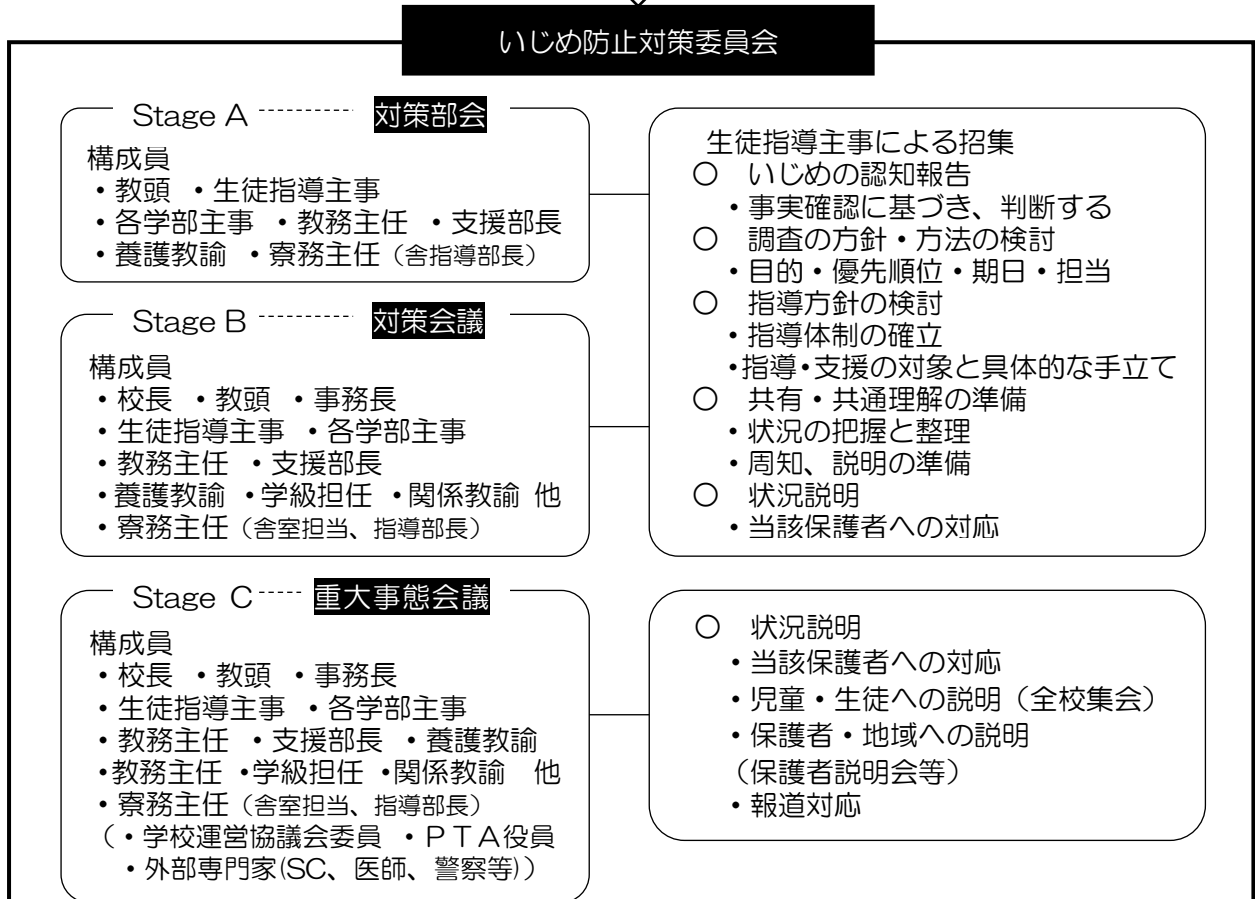 いじめ防止対策委員会
Stage A 対策部会
構成員
・教頭 ・生徒指導主事
・各学部主事 ・教務主任 ・支援部長
・養護教諭 ・寮務主任（舎指導部長）
生徒指導主事による招集
○ いじめの認知報告
・事実確認に基づき、判断する
○ 調査の方針・方法の検討
・目的・優先順位・期日・担当
○ 指導方針の検討
・指導体制の確立
・指導・支援の対象と具体的な手立て
○ 共有・共通理解の準備
・状況の把握と整理
・周知、説明の準備
○ 状況説明
・当該保護者への対応
Stage B 対策会議
構成員
・校長 ・教頭 ・事務長
・生徒指導主事 ・各学部主事
・教務主任 ・支援部長
・養護教諭 ・学級担任 ・関係教諭 他
・寮務主任（舎室担当、指導部長）
Stage C 重大事態会議
構成員
・校長 ・教頭 ・事務長
・生徒指導主事 ・各学部主事
・教務主任 ・支援部長 ・養護教諭
・教務主任 ・学級担任 ・関係教諭 他
・寮務主任（舎室担当、指導部長）
（・学校運営協議会委員 ・ＰＴＡ役員
・外部専門家(SC、医師、警察等)）
○ 状況説明
・当該保護者への対応
・児童・生徒への説明（全校集会）
・保護者・地域への説明
（保護者説明会等）
・報道対応